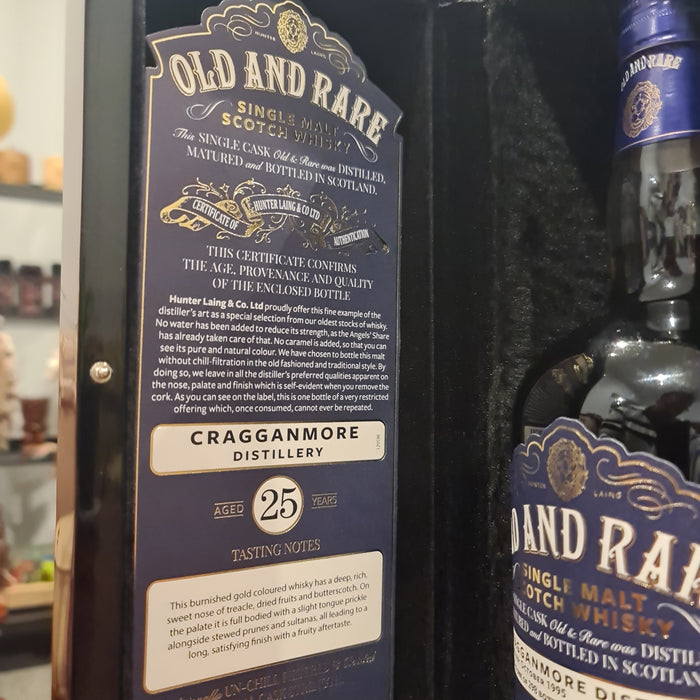 HUNTER LAING
OLD AND RARE
SINGLE MALT
SCOTCH WHISKY
This SINGLE CASK Old & Rare was DISTILLED,
MATURED and BOTTLED IN SCOTLAND.
HUNTER LAING & CO LTD
CERTIFICATE OF
AUTHENTICATION
THIS CERTIFICATE CONFIRMS
THE AGE, PROVENANCE AND QUALITY
OF THE ENCLOSED BOTTLE
Hunter Laing & Co. Ltd proudly offer this fine example of the
distiller's art as a special selection from our oldest stocks of whisky.
No water has been added to reduce its strength, as the Angels' Share
has already taken care of that. No caramel is added, so that you can
see its pure and natural colour. We have chosen to bottle this malt
without chill-filtration in the old fashioned and traditional style. By
doing so, we leave in all the distiller's preferred qualities apparent on
the nose, palate and finish which is self-evident when you remove the
cork. As you can see on the label, this is one bottle of a very restricted
offering which, once consumed, cannot ever be repeated.
CRAGGANMORE
DISTILLERY
AGED 25 YEARS
TASTING NOTES
This burnished gold coloured whisky has a deep, rich,
sweet nose of treacle, dried fruits and butterscotch. On
the palate it is full bodied with a slight tongue prickle
alongside stewed prunes and sultanas, all leading to a
long, satisfying finish with a fruity aftertaste.
UN-CHILL
OLD AND RARE
HUNTER LAING
D AND RAR
SINGLE MALT
OTCH WHISKY
GLE CASK Old & Rare was DISTILL
RED and BOTTLED IN SCOTLA
GGANMORE DIS
OCTOBER 1995